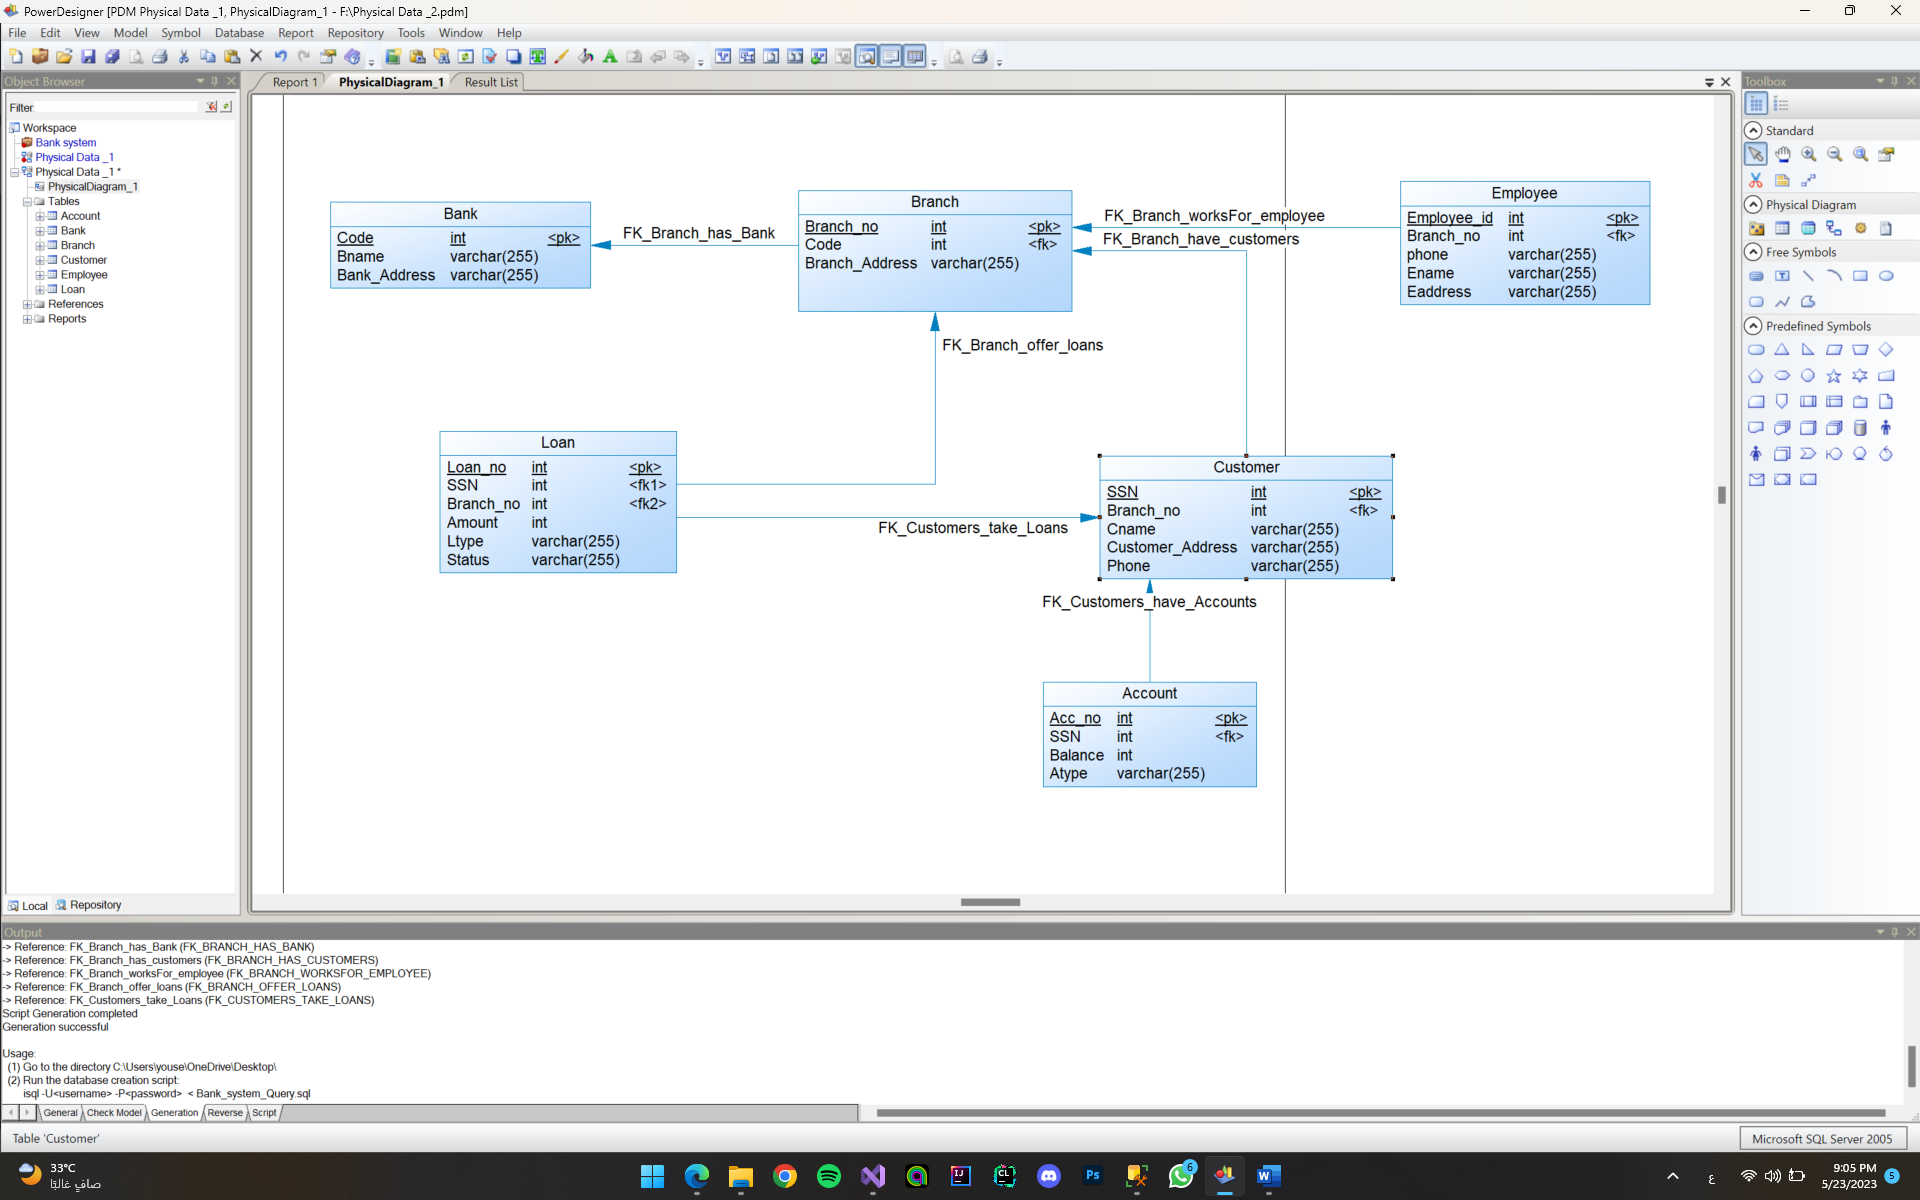 PowerDesigner [PDM Physical Data _1, PhysicalDiagram_1 - F:\Physical Data _2.pdm]
File Edit View Model Symbol Database Report Repository Tools Window Help
Object Browser
Filter:
Workspace
Bank system
Physical Data _1
Physical Data _1 *
PhysicalDiagram_1
Tables
Account
Bank
Branch
Customer
Employee
Loan
References
Reports
Local Repository
Report 1 PhysicalDiagram_1 Result List
Bank
Code int <pk>
Bname varchar(255)
Bank_Address varchar(255)
FK_Branch_has_Bank
Branch
Branch_no int <pk>
Code int <fk>
Branch_Address varchar(255)
FK_Branch_worksFor_employee
FK_Branch_have_customers
Employee
Employee_id int <pk>
Branch_no int <fk>
phone varchar(255)
Ename varchar(255)
Eaddress varchar(255)
FK_Branch_offer_loans
Loan
Loan_no int <pk>
SSN int <fk1>
Branch_no int <fk2>
Amount int
Ltype varchar(255)
Status varchar(255)
FK_Customers_take_Loans
Customer
SSN int <pk>
Branch_no int <fk>
Cname varchar(255)
Customer_Address varchar(255)
Phone varchar(255)
FK_Customers_have_Accounts
Account
Acc_no int <pk>
SSN int <fk>
Balance int
Atype varchar(255)
Toolbox
Standard
Physical Diagram
Free Symbols
Predefined Symbols
Output
-> Reference: FK_Branch_has_Bank (FK_BRANCH_HAS_BANK)
-> Reference: FK_Branch_has_customers (FK_BRANCH_HAS_CUSTOMERS)
-> Reference: FK_Branch_worksFor_employee (FK_BRANCH_WORKSFOR_EMPLOYEE)
-> Reference: FK_Branch_offer_loans (FK_BRANCH_OFFER_LOANS)
-> Reference: FK_Customers_take_Loans (FK_CUSTOMERS_TAKE_LOANS)
Script Generation completed
Generation successful
Usage:
(1) Go to the directory C:\Users\youse\OneDrive\Desktop\
(2) Run the database creation script:
isql -U<username> -P<password> < Bank_system_Query.sql
General Check Model Generation Reverse Script
Table 'Customer'
Microsoft SQL Server 2005
33°C
صافٍ غالبًا
IJ
CL
Ps
6
W
ع
9:05 PM
5/23/2023
5